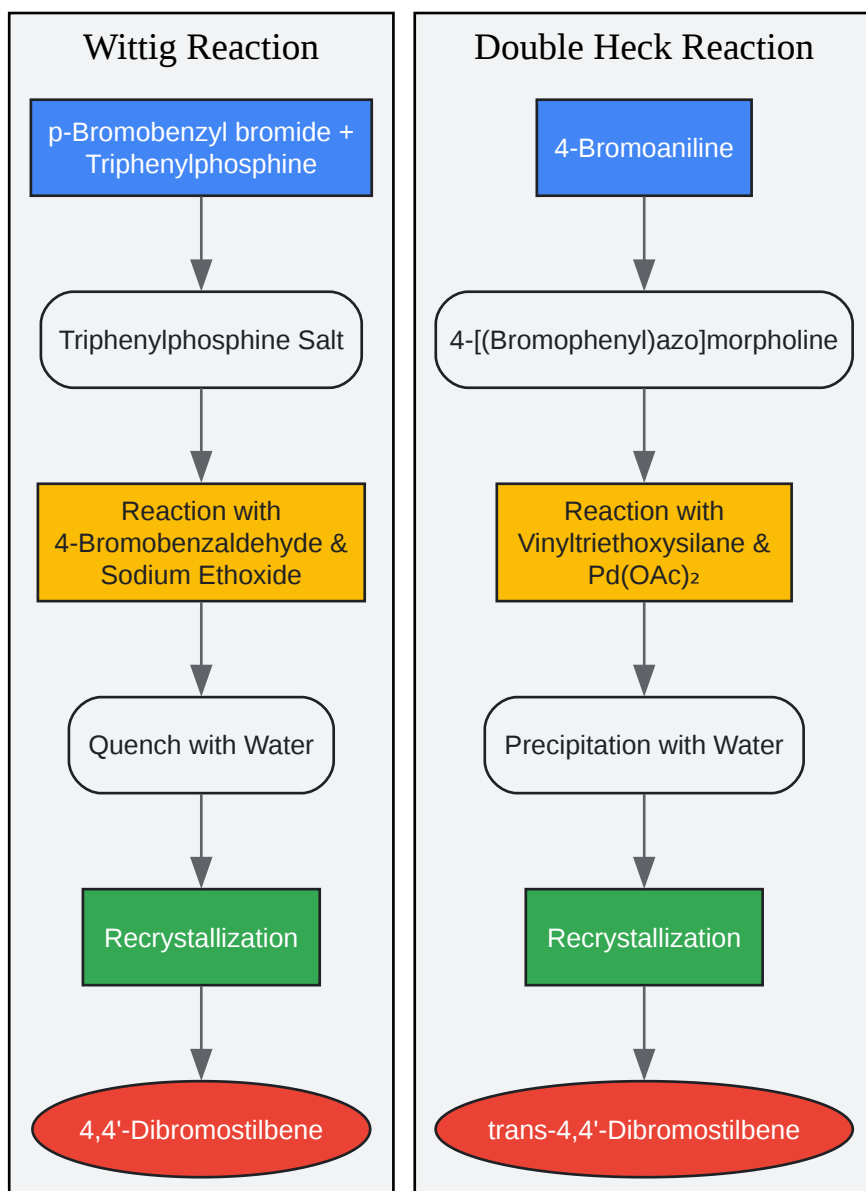 Wittig Reaction
p-Bromobenzyl bromide +
Triphenylphosphine
Triphenylphosphine Salt
Reaction with
4-Bromobenzaldehyde &
Sodium Ethoxide
Quench with Water
Recrystallization
4,4'-Dibromostilbene
Double Heck Reaction
4-Bromoaniline
4-[(Bromophenyl)azo]morpholine
Reaction with
Vinyltriethoxysilane &
Pd(OAc)₂
Precipitation with Water
Recrystallization
trans-4,4'-Dibromostilbene